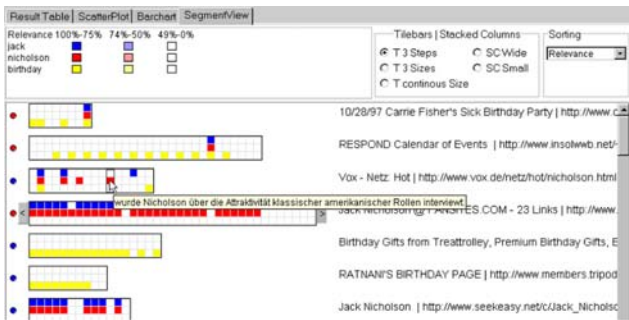 Result Table ScatterPlot Barchart SegmentView
Relevance 100%-75% 74%-50% 49%-0%
jack
nicholson
birthday
Tilebars | Stacked Columns
T 3 Steps SC Wide
T 3 Sizes SC Small
T continous Size
Sorting
Relevance
10/28/97 Carrie Fisher's Sick Birthday Party | http://www.c
RESPOND Calendar of Events | http://www.insolwwb.net/~
Vox - Netz: Hot | http://www.vox.de/netz/hot/nicholson.html
wurde Nicholson über die Attraktivität klassischer amerikanischer Rollen interviewt.
Jack Nicholson @ FANSITES.COM - 23 Links | http://www.
Birthday Gifts from Treattrolley, Premium Birthday Gifts, E
RATNANI'S BIRTHDAY PAGE | http://www.members.tripod
Jack Nicholson | http://www.seekeasy.net/c/Jack_Nichols